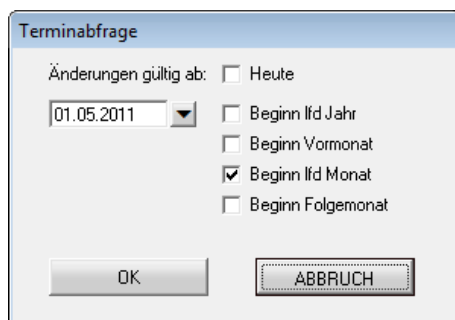 Terminabfrage
Änderungen gültig ab: Heute
01.05.2011 Beginn lfd Jahr
Beginn Vormonat
Beginn lfd Monat
Beginn Folgemonat
OK ABBRUCH